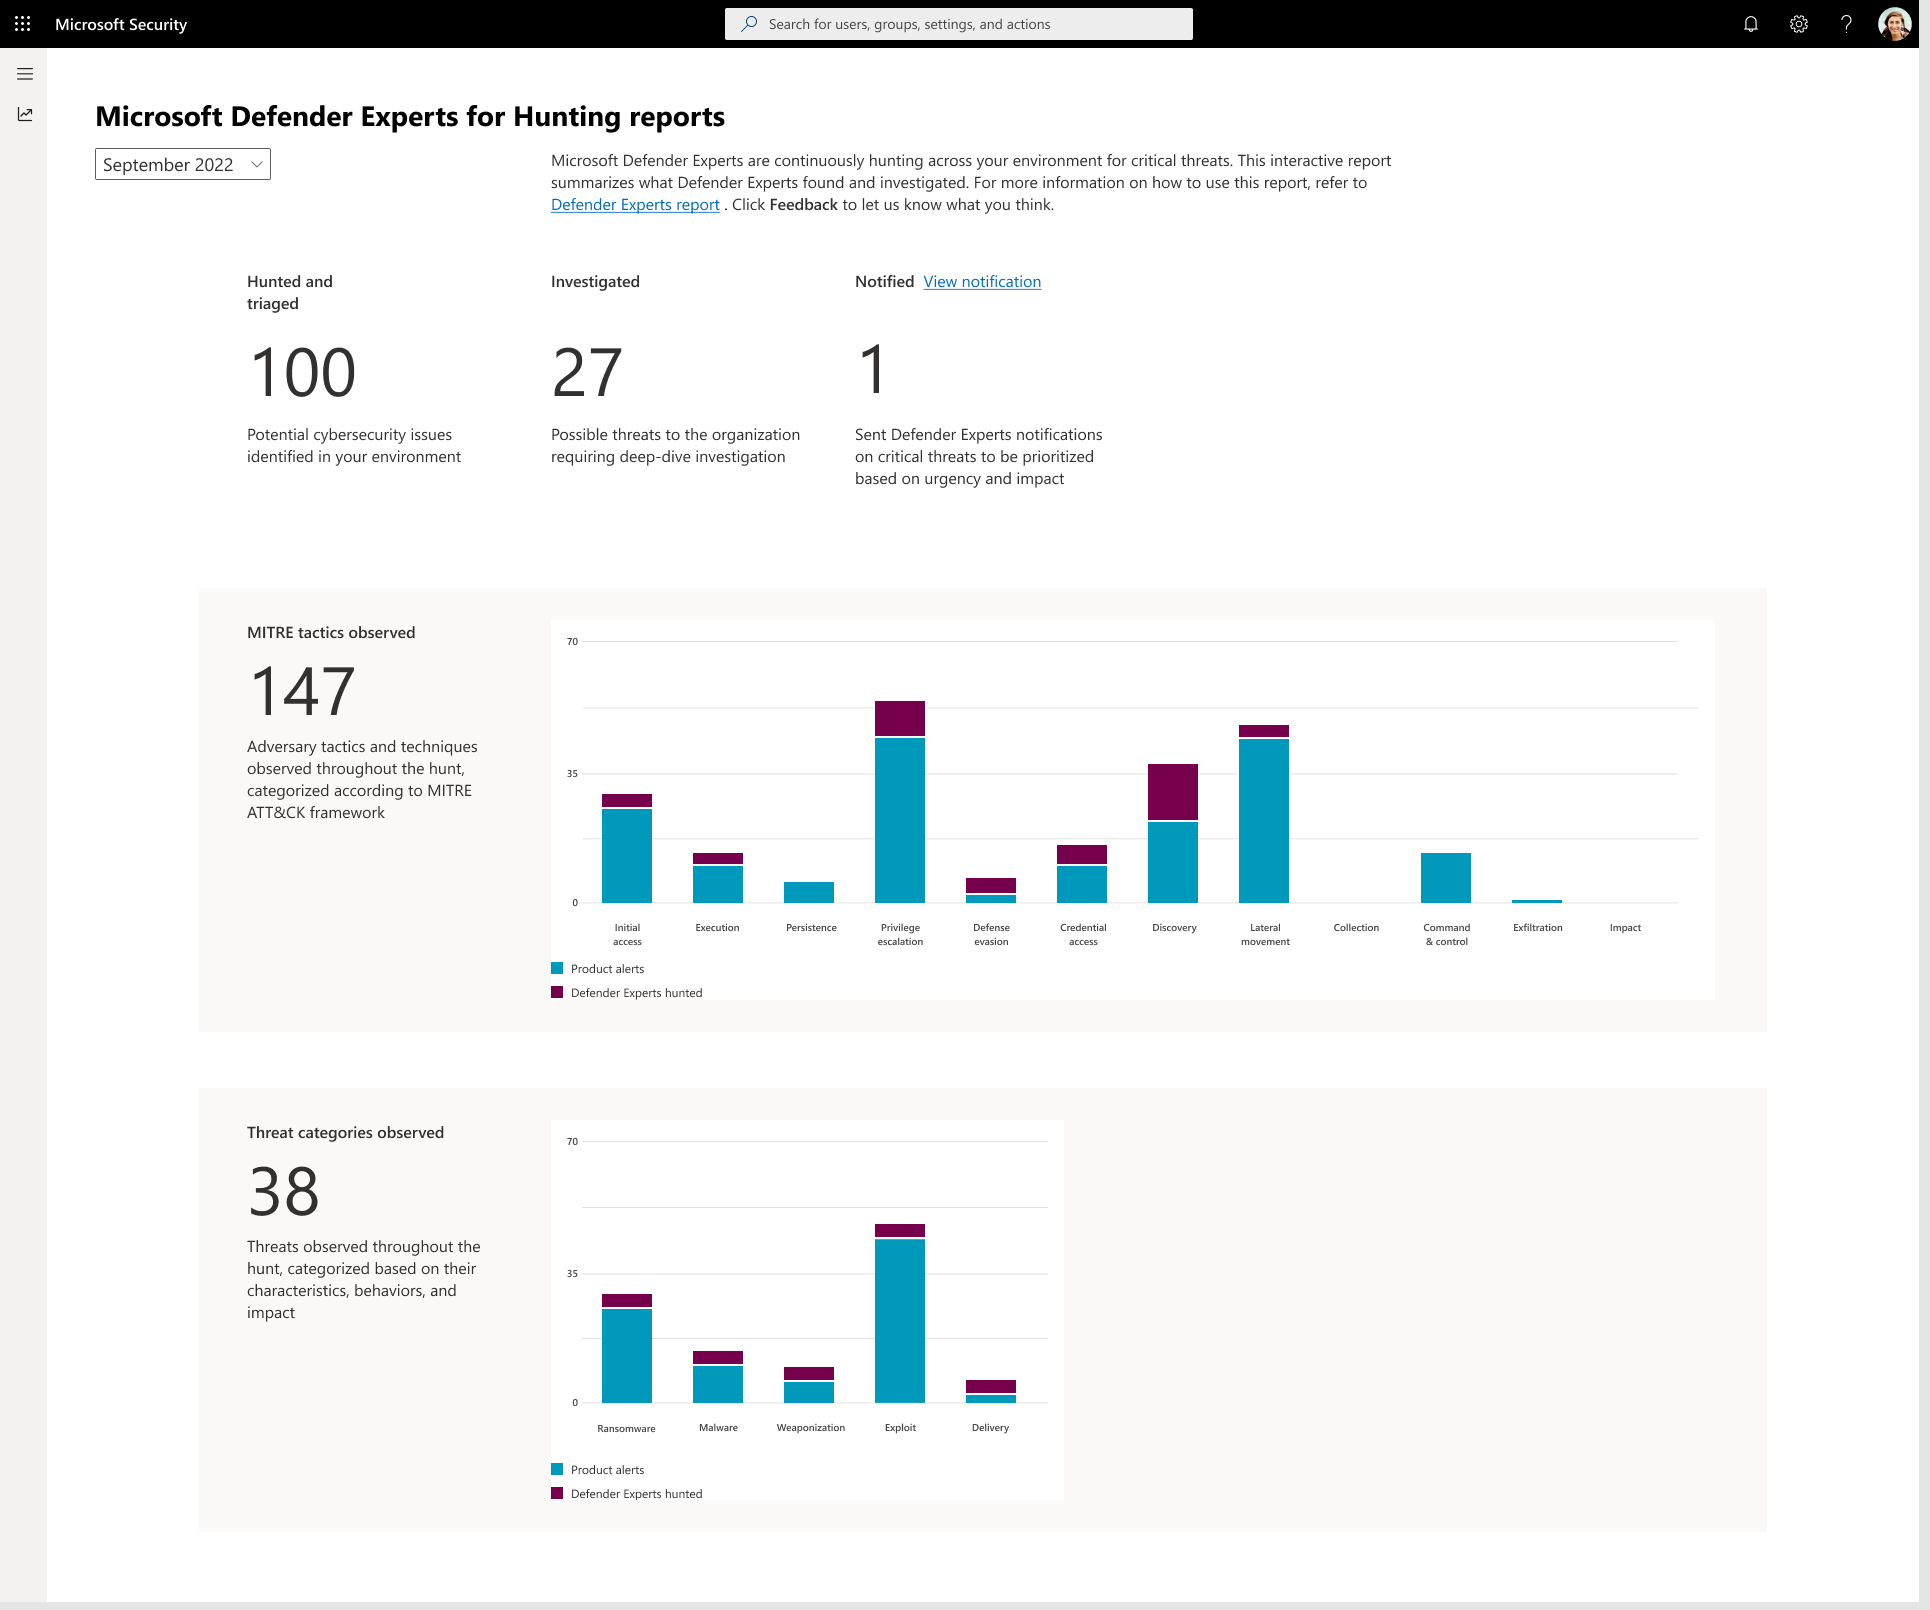 Microsoft Security
Search for users, groups, settings, and actions
Microsoft Defender Experts for Hunting reports
September 2022
Microsoft Defender Experts are continuously hunting across your environment for critical threats. This interactive report
summarizes what Defender Experts found and investigated. For more information on how to use this report, refer to
Defender Experts report . Click Feedback to let us know what you think.
Hunted and
triaged
100
Potential cybersecurity issues
identified in your environment
Investigated
27
Possible threats to the organization
requiring deep-dive investigation
Notified View notification
1
Sent Defender Experts notifications
on critical threats to be prioritized
based on urgency and impact
MITRE tactics observed
147
Adversary tactics and techniques
observed throughout the hunt,
categorized according to MITRE
ATT&CK framework
70
35
0
Initial
access
Execution
Persistence
Privilege
escalation
Defense
evasion
Credential
access
Discovery
Lateral
movement
Collection
Command
& control
Exfiltration
Impact
Product alerts
Defender Experts hunted
Threat categories observed
38
Threats observed throughout the
hunt, categorized based on their
characteristics, behaviors, and
impact
70
35
0
Ransomware
Malware
Weaponization
Exploit
Delivery
Product alerts
Defender Experts hunted